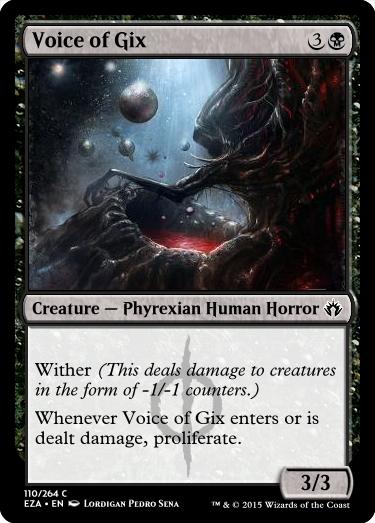 Voice of Gix 3
Creature — Phyrexian Human Horror
Wither (This deals damage to creatures
in the form of -1/-1 counters.)
Whenever Voice of Gix enters or is
dealt damage, proliferate.
3/3
110/264 C
EZA • EN Lordigan Pedro Sena
™ & © 2015 Wizards of the Coast